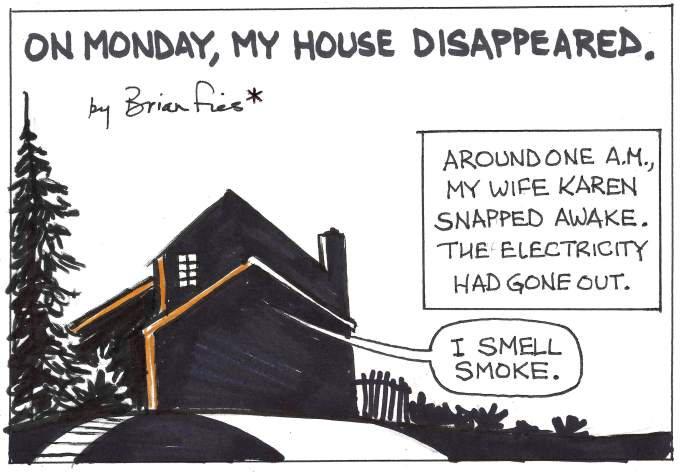 ON MONDAY, MY HOUSE DISAPPEARED.
by Brian Fies*
AROUND ONE A.M.,
MY WIFE KAREN
SNAPPED AWAKE.
THE ELECTRICITY
HAD GONE OUT.
I SMELL
SMOKE.